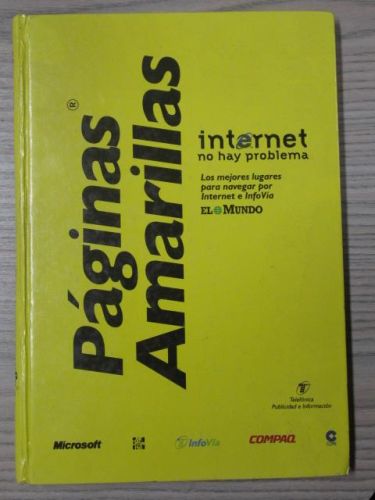 Páginas®
Amarillas
internet
no hay problema
Los mejores lugares
para navegar por
Internet e InfoVía
EL MUNDO
Telefónica
Publicidad e Información
Microsoft
InfoVía
COMPAQ